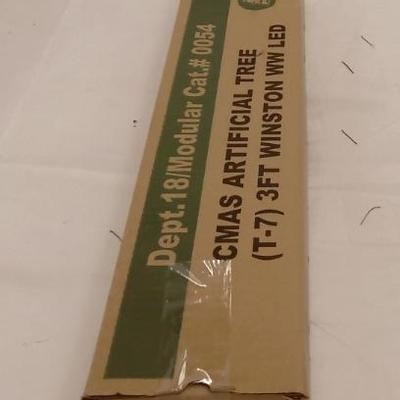 Dept.18/Modular Cat.# 0054
CMAS ARTIFICIAL TREE
(T-7) 3FT WINSTON WW LED